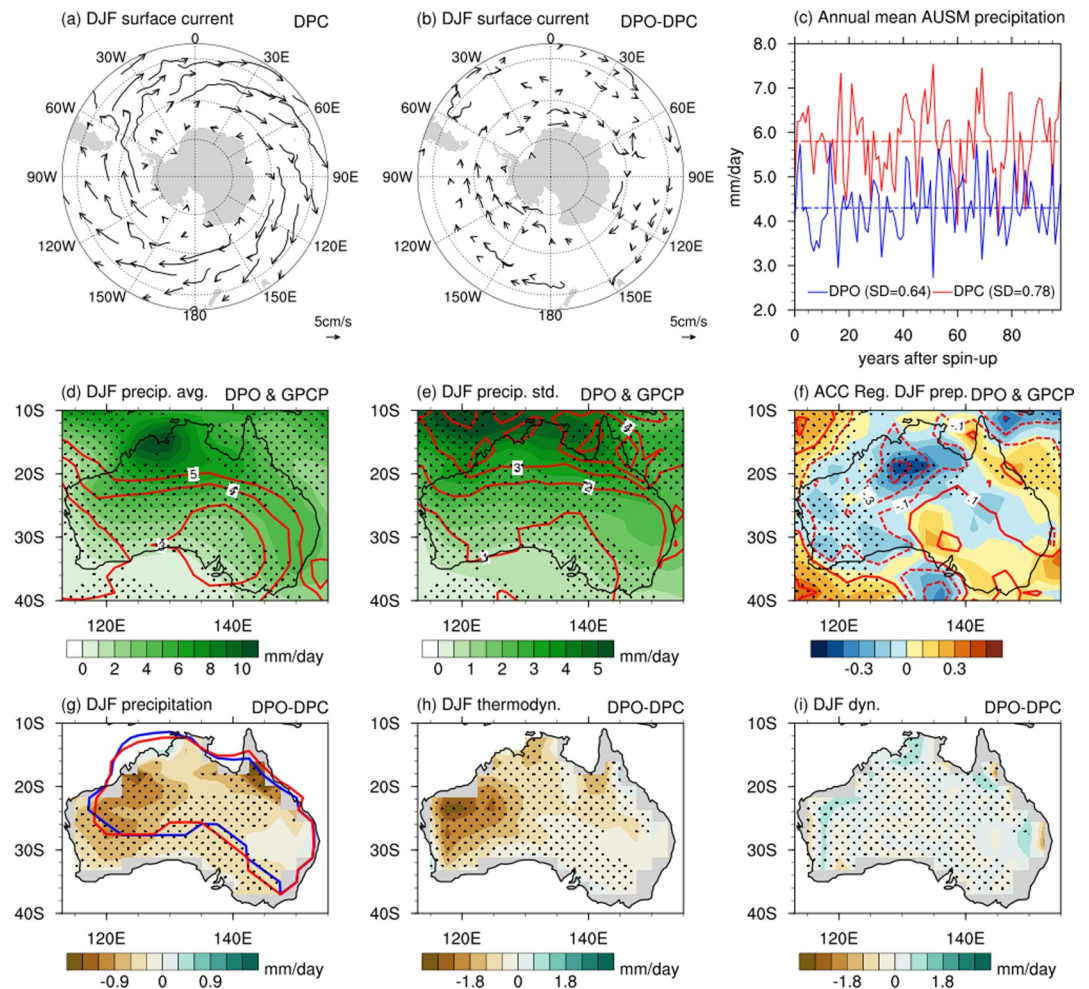 (a) DJF surface current DPC
0
30E
60E
90E
120E
150E
180
150W
120W
90W
60W
30W
5cm/s
(b) DJF surface current DPO-DPC
0
30E
60E
90E
120E
150E
180
150W
120W
90W
60W
30W
5cm/s
(c) Annual mean AUSM precipitation
8.0
7.0
6.0
5.0
4.0
3.0
2.0
mm/day
DPO (SD=0.64) DPC (SD=0.78)
0 20 40 60 80
years after spin-up
(d) DJF precip. avg. DPO & GPCP
10S
20S
30S
40S
5
4
3
120E 140E
0 2 4 6 8 10 mm/day
(e) DJF precip. std. DPO & GPCP
10S
20S
30S
40S
4
3
2
1
120E 140E
0 1 2 3 4 5 mm/day
(f) ACC Reg. DJF prep. DPO & GPCP
10S
20S
30S
40S
-.1
-.3
-.1
.1
120E 140E
-0.3 0 0.3
(g) DJF precipitation DPO-DPC
10S
20S
30S
40S
120E 140E
-0.9 0 0.9 mm/day
(h) DJF thermodyn. DPO-DPC
10S
20S
30S
40S
120E 140E
-1.8 0 1.8 mm/day
(i) DJF dyn. DPO-DPC
10S
20S
30S
40S
120E 140E
-1.8 0 1.8 mm/day